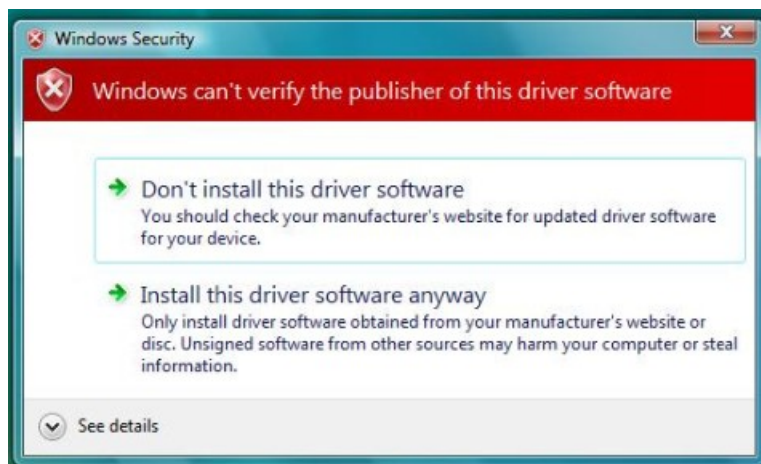 Windows Security
Windows can't verify the publisher of this driver software
Don't install this driver software
You should check your manufacturer's website for updated driver software
for your device.
Install this driver software anyway
Only install driver software obtained from your manufacturer's website or
disc. Unsigned software from other sources may harm your computer or steal
information.
See details